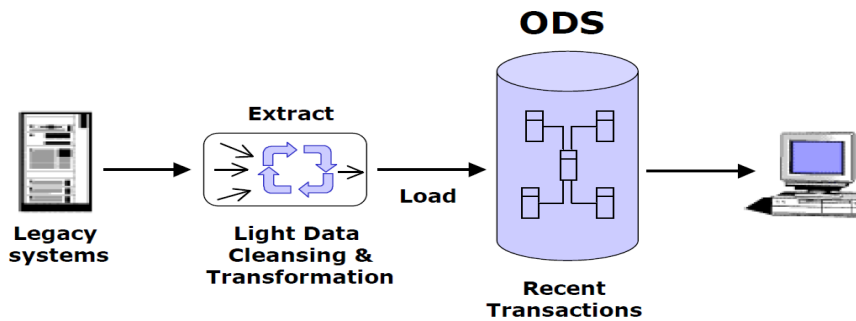 ODS
Extract
Load
Legacy
systems
Light Data
Cleansing &
Transformation
Recent
Transactions